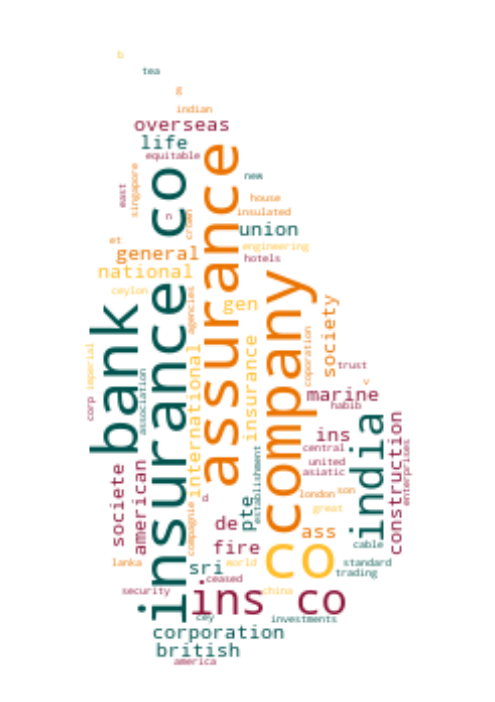 b
tea
g
indian
overseas
life
equitable
singapore
east
insurance co
n
crown
assurance
new
house
insulated
union
engineering
hotels
et
general
national
ceylon
agencies
gen
company
society
coporation
bank
imperial
corp
association
international
insurance
trust
v
marine
habib
ins
central
united
asiatic
india
construction
enterprises
societe
american
establishment
pte
d
de
compagnie
london
son
great
ass
fire
co
cable
standard
trading
lanka
sri
world
ceased
security
china
ins co
cey
investments
corporation
british
america